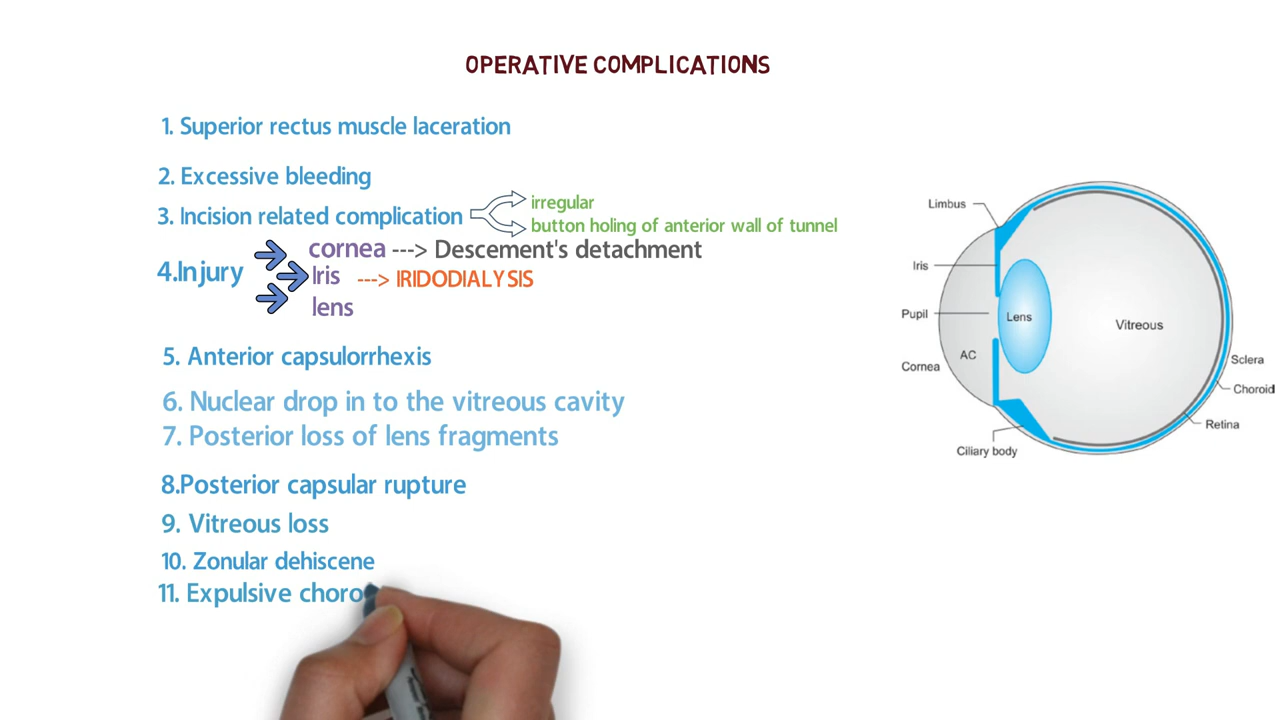 OPERATIVE COMPLICATIONS
1. Superior rectus muscle laceration
2. Excessive bleeding
3. Incision related complication
irregular
button holing of anterior wall of tunnel
4.Injury
cornea ---> Descement's detachment
Iris ---> IRIDODIALYSIS
lens
5. Anterior capsulorrhexis
6. Nuclear drop in to the vitreous cavity
7. Posterior loss of lens fragments
8.Posterior capsular rupture
9. Vitreous loss
10. Zonular dehiscene
11. Expulsive choro
Limbus
Iris
Pupil
Cornea
AC
Lens
Vitreous
Sclera
Choroid
Retina
Ciliary body